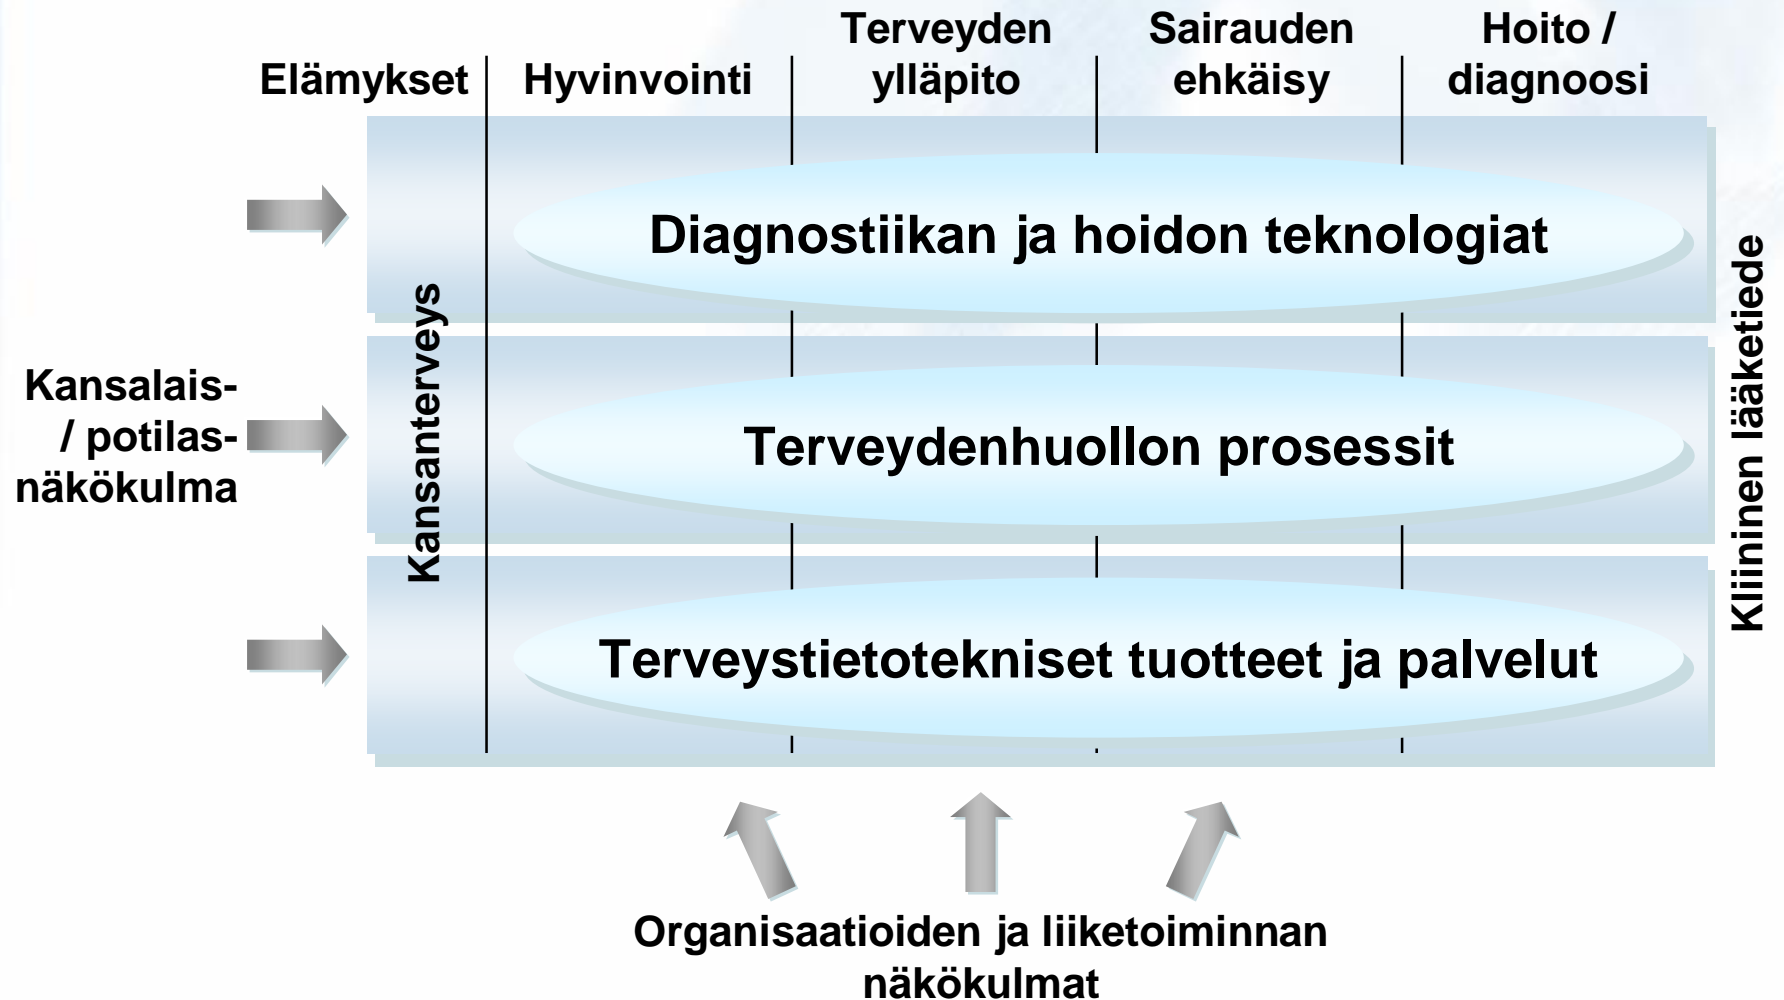 Elämykset
Hyvinvointi
Terveyden
ylläpito
Sairauden
ehkäisy
Hoito /
diagnoosi
Diagnostiikan ja hoidon teknologiat
Kansalais-
/ potilas-
näkökulma
Kansanterveys
Terveydenhuollon prosessit
Kliininen lääketiede
Terveystietotekniset tuotteet ja palvelut
Organisaatioiden ja liiketoiminnan
näkökulmat